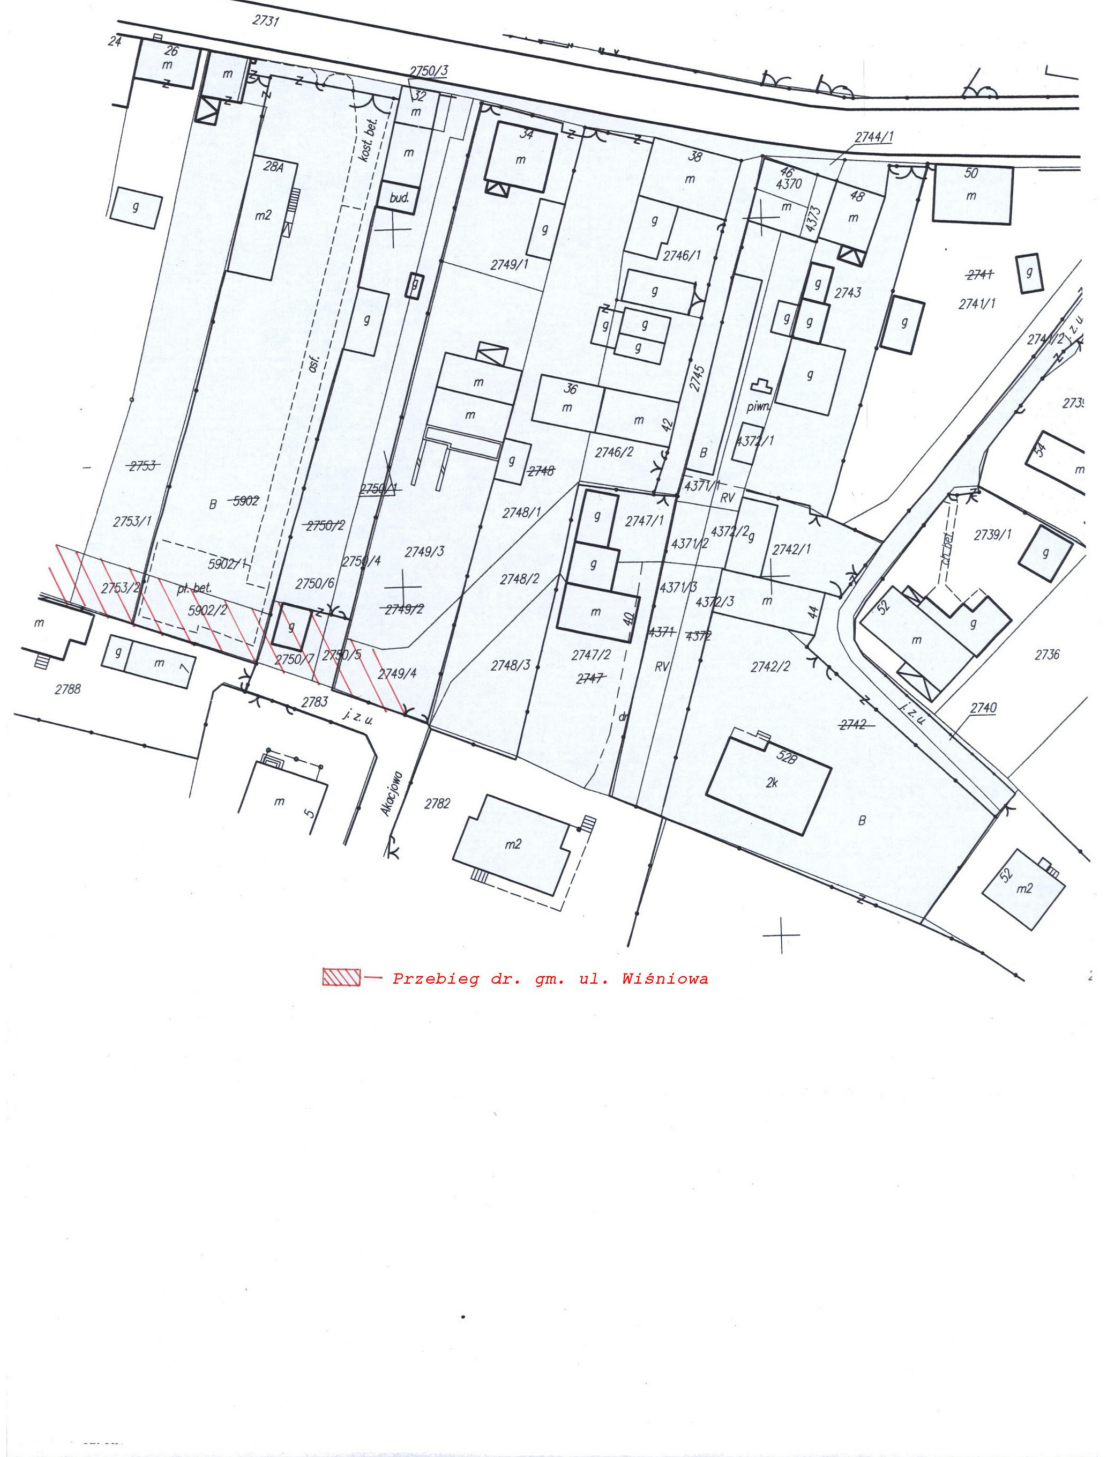 2731
24
26
m
m
2750/3
32
m
m
bud.
kost. bet.
28A
m2
g
34
m
g
38
m
g
2746/1
2744/1
46
4370
m
4373
48
m
50
m
2741
2741/1
g
g
2743
g
g
g
g
g
g
g
g
g
2749/1
g
g
asf.
m
m
36
m
m
42
2745
B
piwn.
4372/1
g
j. z. u
54
m
2753
2753/1
B
5902
2750/1
2750/2
2750/4
2749/3
2749/2
g
2748
2748/1
2746/2
4371/1
RV
2747/1
g
g
4371/2
4372/2
g
2742/1
2739/1
g
ch. bet.
5902/1
pł. bet.
5902/2
2753/2
2750/6
g
2750/7
2750/5
2749/4
2748/2
2748/3
m
40
4371/3
4372/3
m
44
4371
4372
2747/2
2747
RV
2742/2
2742
52
m
g
2736
2740
j. z. u
m
g
m
7
2788
2783
j. z. u
m
5
Akacjowa
2782
m2
dr
52B
2k
B
52
m2
Przebieg dr. gm. ul. Wiśniowa